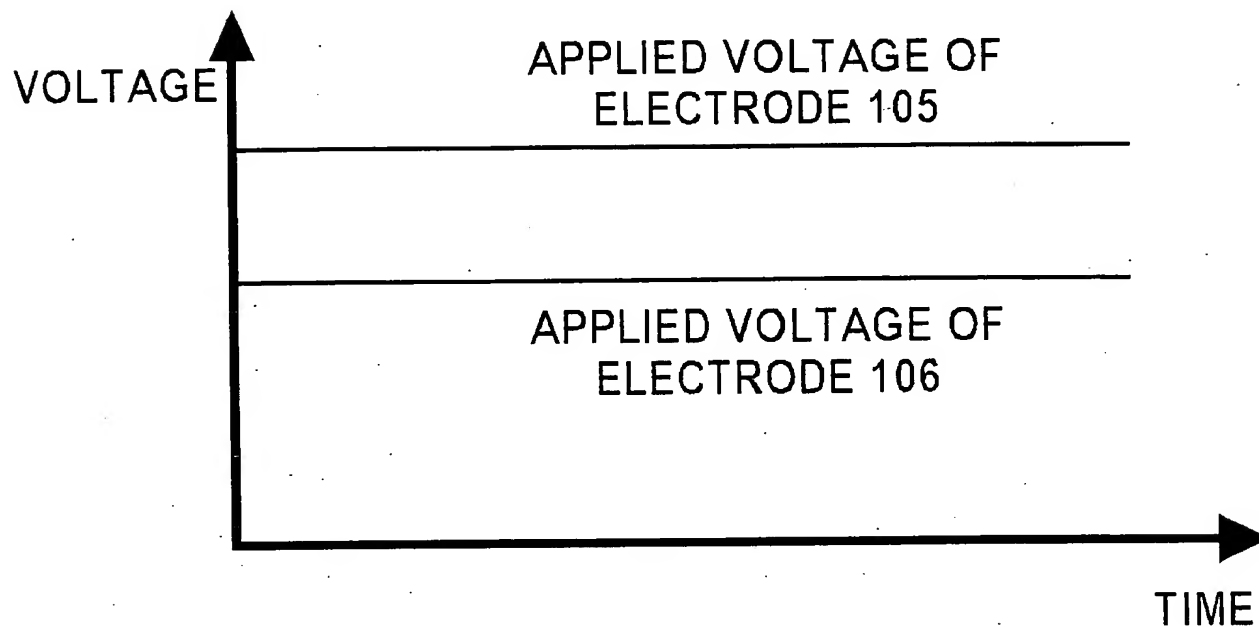 VOLTAGE
APPLIED VOLTAGE OF
ELECTRODE 105
APPLIED VOLTAGE OF
ELECTRODE 106
TIME